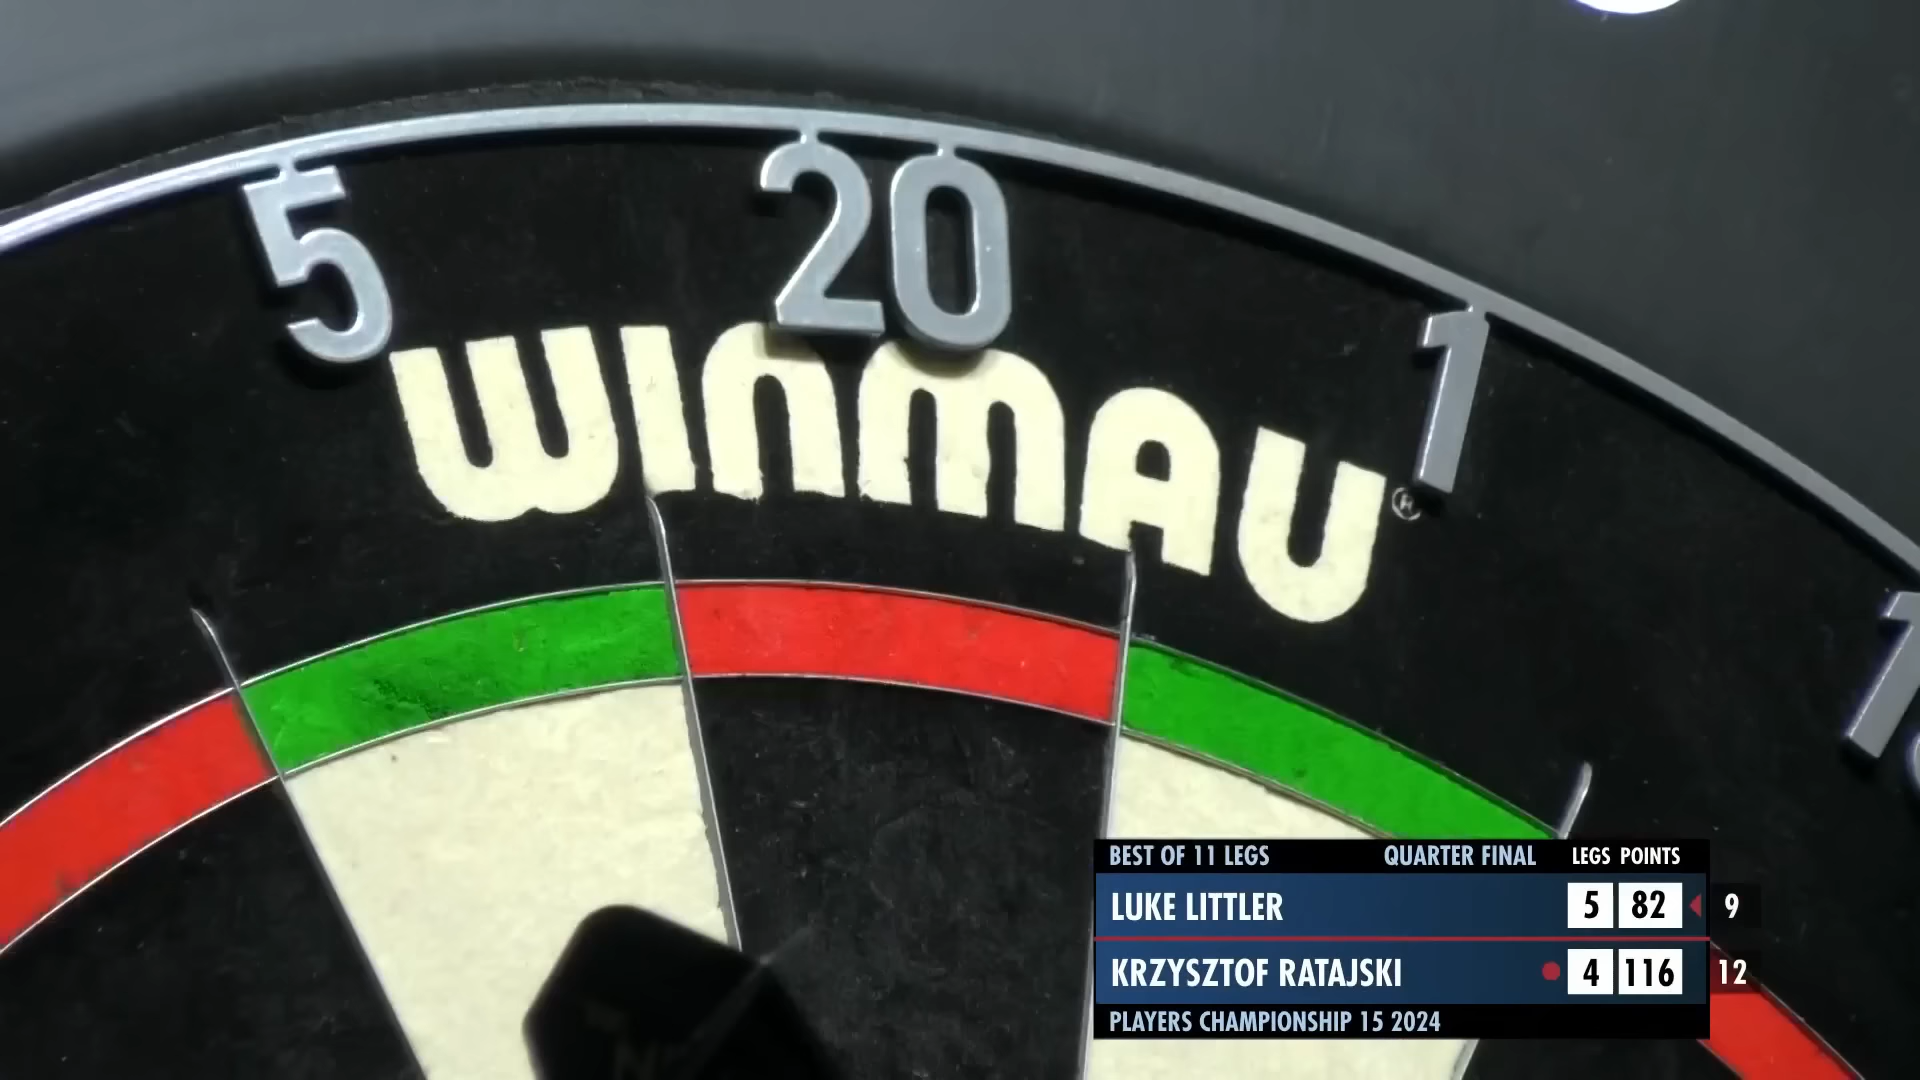 5 20 1
WINMAU®
BEST OF 11 LEGS QUARTER FINAL LEGS POINTS
LUKE LITTLER 5 82 9
KRZYSZTOF RATAJSKI 4 116 12
PLAYERS CHAMPIONSHIP 15 2024